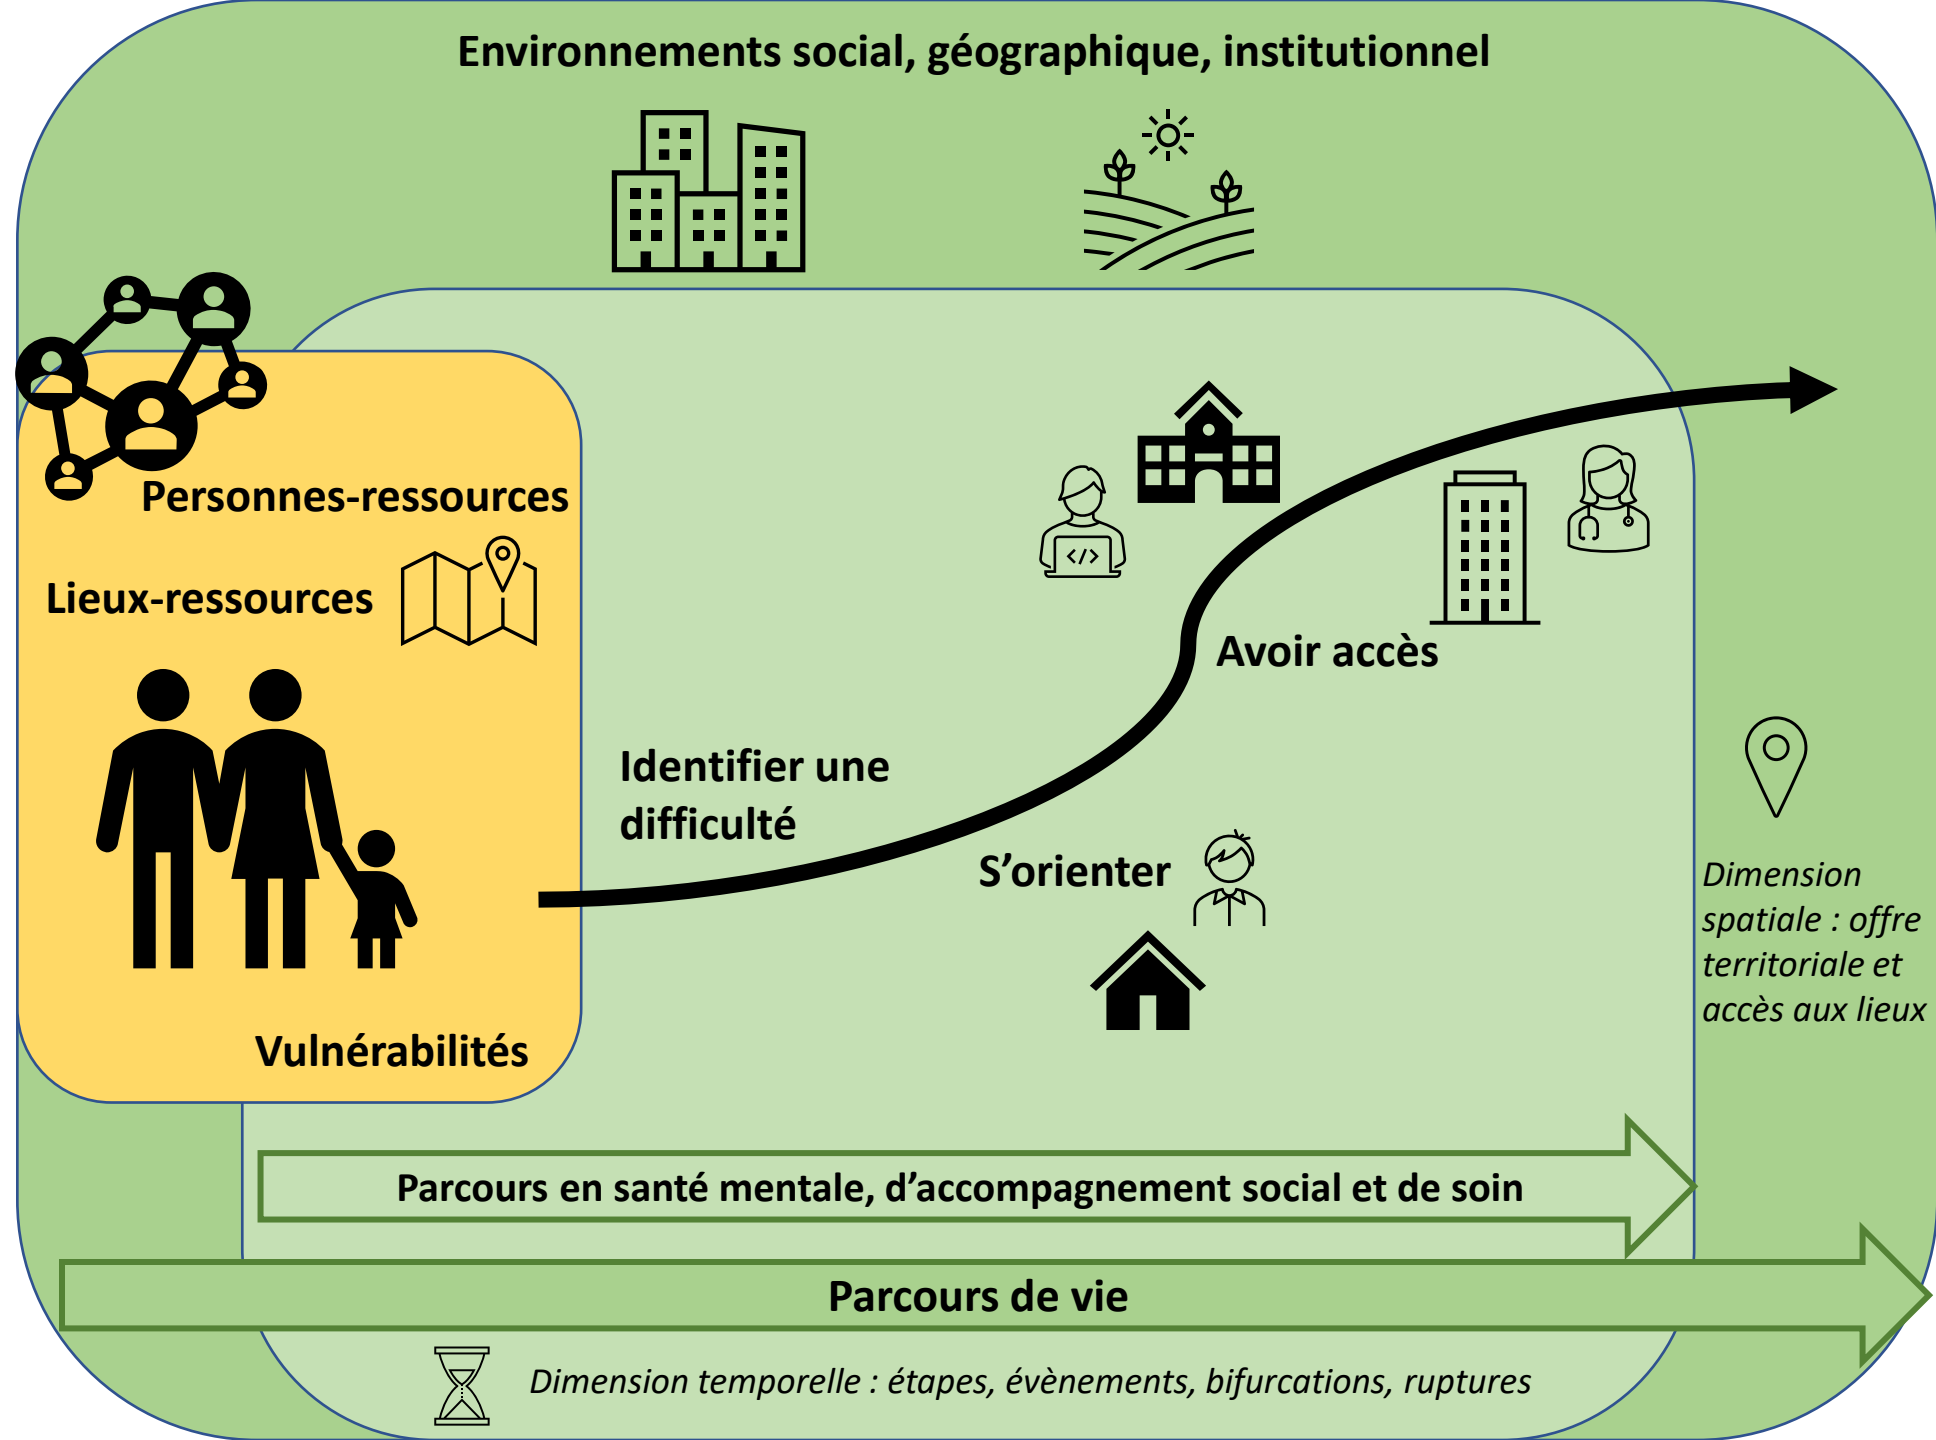 Environnements social, géographique, institutionnel
Personnes-ressources
Lieux-ressources
</>
Avoir accès
Identifier une
difficulté
S’orienter
Dimension
spatiale : offre
territoriale et
accès aux lieux
Vulnérabilités
Parcours en santé mentale, d’accompagnement social et de soin
Parcours de vie
Dimension temporelle : étapes, évènements, bifurcations, ruptures